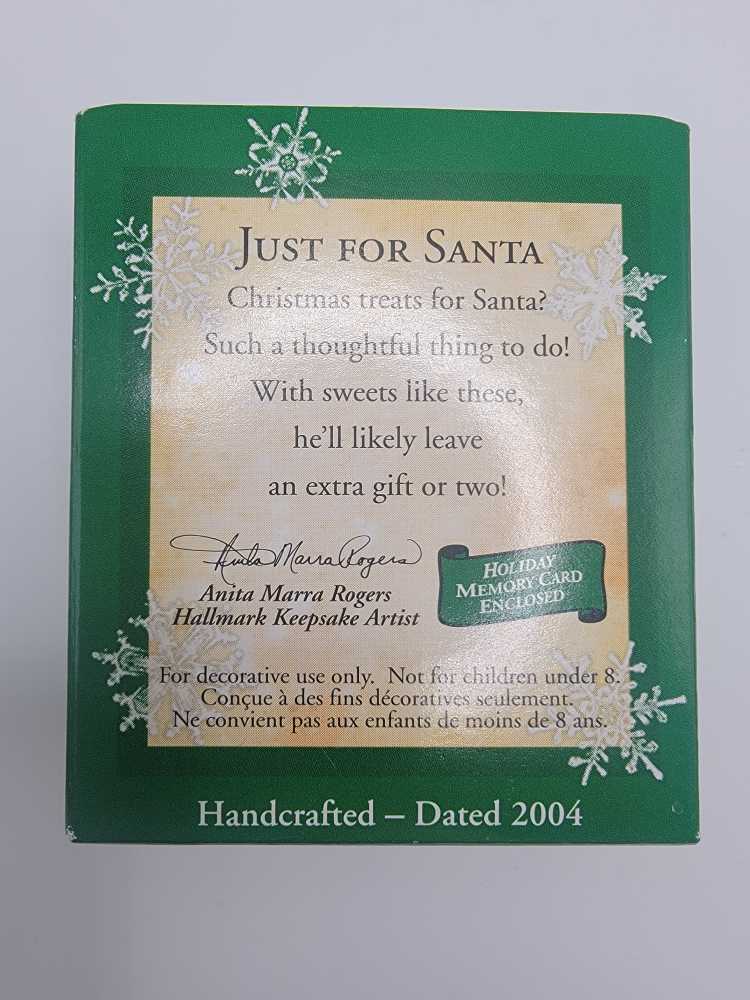 JUST FOR SANTA
Christmas treats for Santa?
Such a thoughtful thing to do!
With sweets like these,
he'll likely leave
an extra gift or two!
Anita Marra Rogers
Anita Marra Rogers
Hallmark Keepsake Artist
HOLIDAY
MEMORY CARD
ENCLOSED
For decorative use only. Not for children under 8.
Conçue à des fins décoratives seulement.
Ne convient pas aux enfants de moins de 8 ans.
Handcrafted – Dated 2004